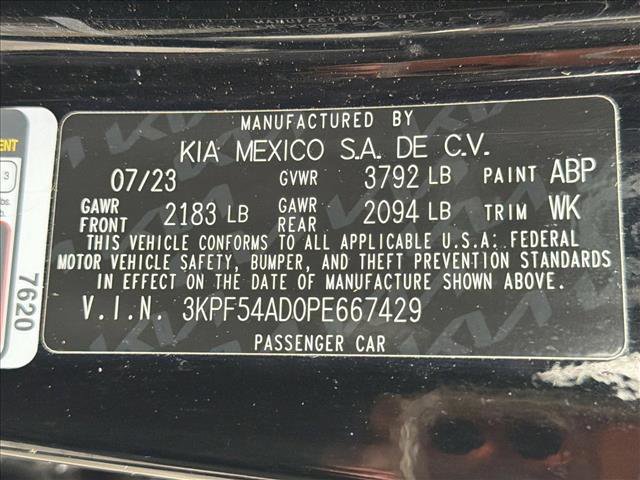 MANUFACTURED BY
KIA MEXICO S.A. DE C.V.
07/23 GVWR 3792 LB PAINT ABP
GAWR FRONT 2183 LB GAWR REAR 2094 LB TRIM WK
THIS VEHICLE CONFORMS TO ALL APPLICABLE U.S.A: FEDERAL
MOTOR VEHICLE SAFETY, BUMPER, AND THEFT PREVENTION STANDARDS
IN EFFECT ON THE DATE OF MANUFACTURE SHOWN ABOVE.
V.I.N. 3KPF54AD0PE667429
PASSENGER CAR
3
7620